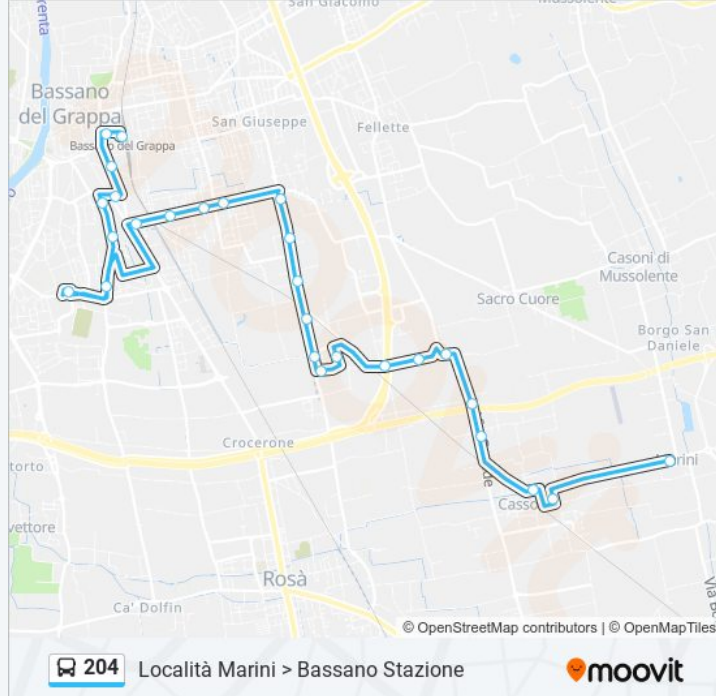 San Giacomo
Mussolente
Bassano
del Grappa
San Giuseppe
Fellette
Bassano del Grappa
Casoni di
Mussolente
Sacro Cuore
Borgo San
Daniele
Crocerone
Rosà
Ca' Dolfin
© OpenStreetMap contributors | © OpenMapTiles
204 Località Marini > Bassano Stazione
moovit